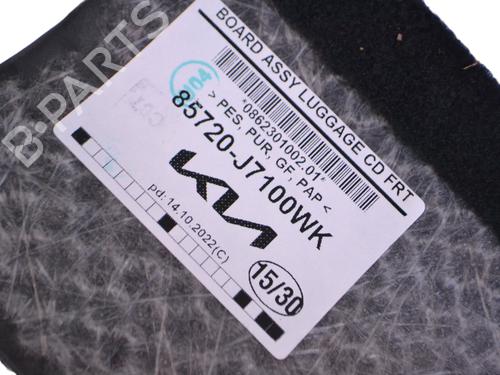 BOARD ASSY LUGGAGE CD FRT
*0862301002.01*
> PES, PUR, GF, PAP <
85720-J7100WK
KIA
pd: 14.10.2022(C)
15/30
B-PARTS